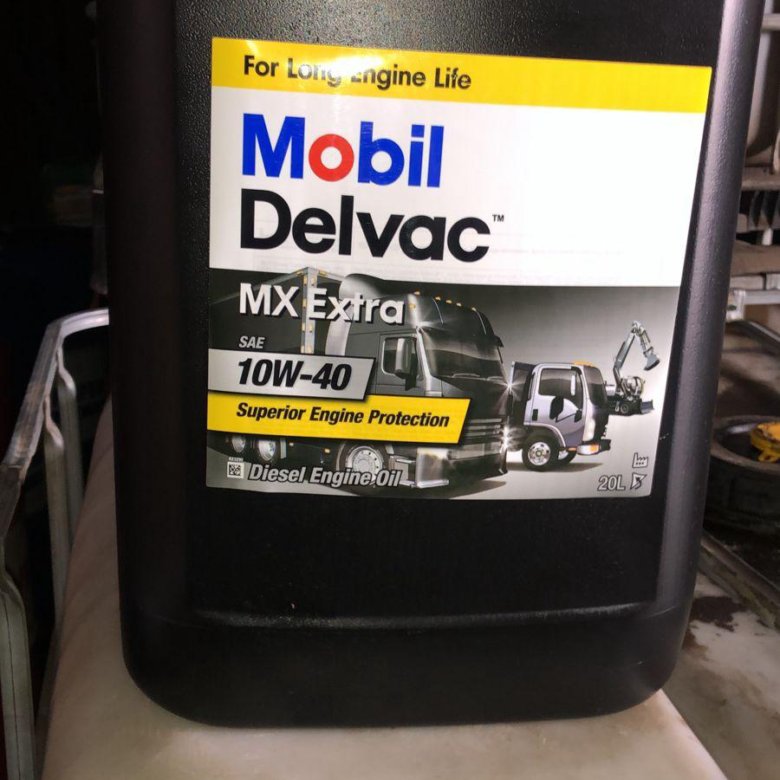 For Long Engine Life
Mobil
Delvac™
MX Extra
SAE
10W-40
Superior Engine Protection
Diesel Engine Oil
20L